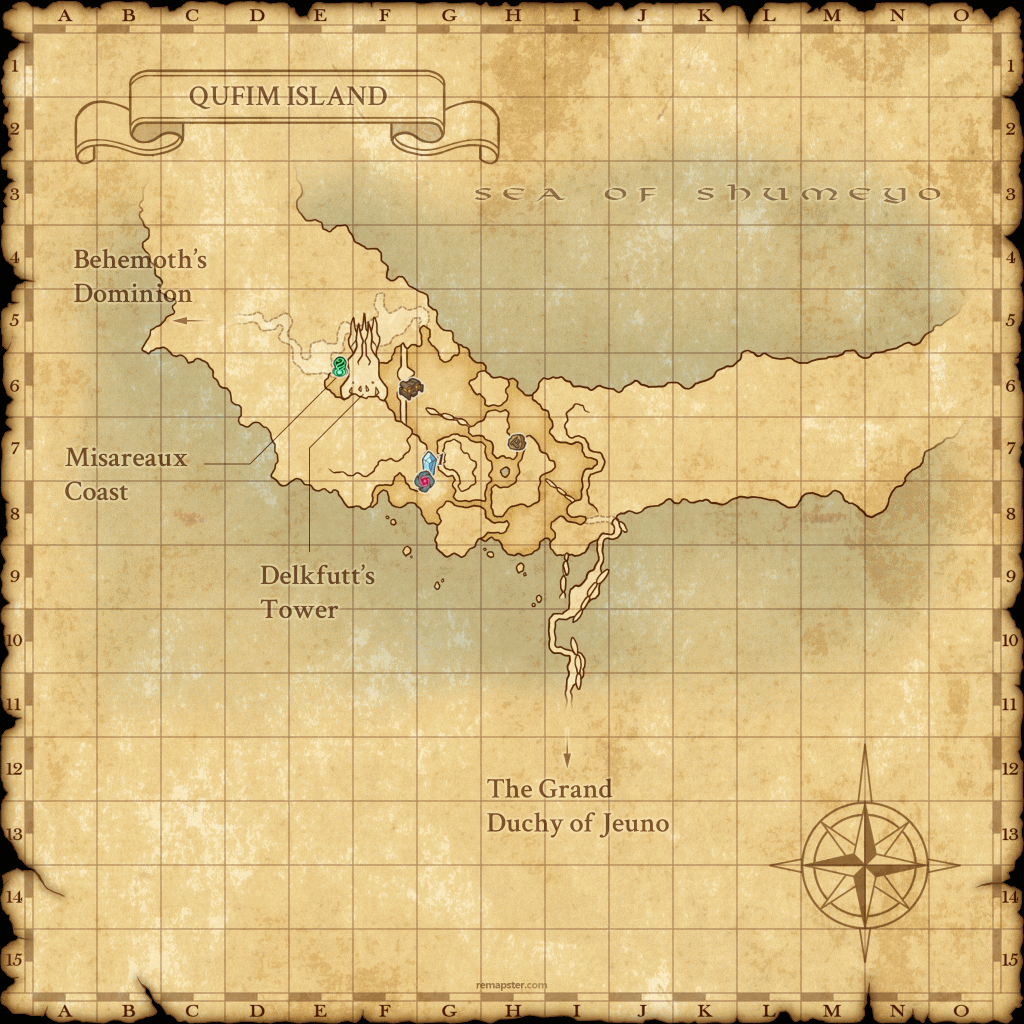 A B C D E F G H I J K L M N O
QUFIM ISLAND
SEA OF SHUMEYO
Behemoth's
Dominion
Misareaux
Coast
Delkfutt's
Tower
The Grand
Duchy of Jeuno
1 1
2 2
3 3
4 4
5 5
6 6
7 7
8 8
9 9
10 10
11 11
12 12
13 13
14 14
15 15
remapster.com
A B C D E F G H I J K L M N O